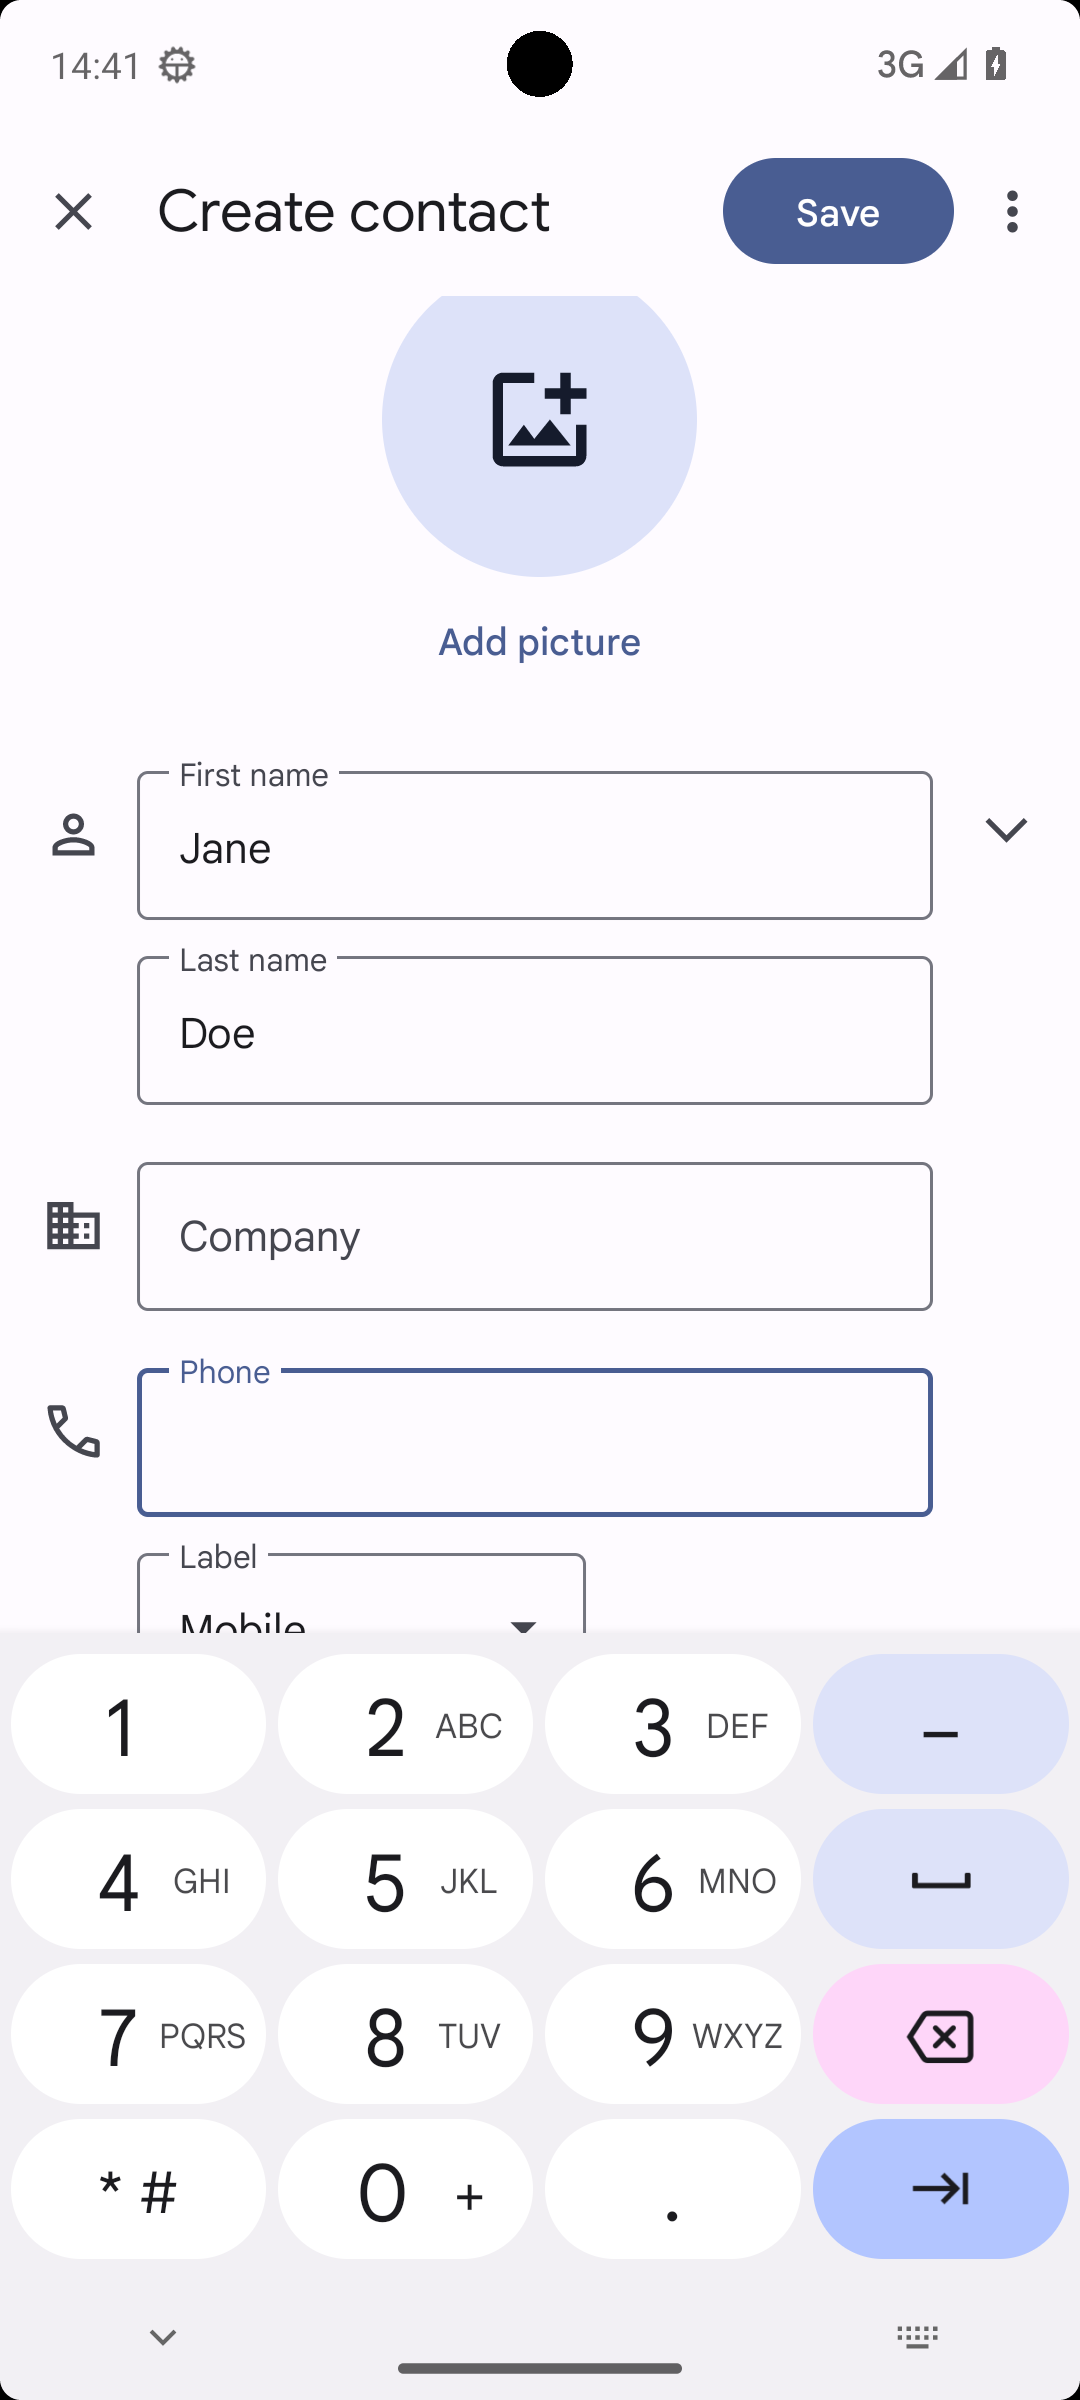 14:41 3G
Create contact Save
Add picture
First name
Jane
Last name
Doe
Company
Phone
Label
Mobile
1 2 ABC 3 DEF –
4 GHI 5 JKL 6 MNO
7 PQRS 8 TUV 9 WXYZ
* # 0 + .